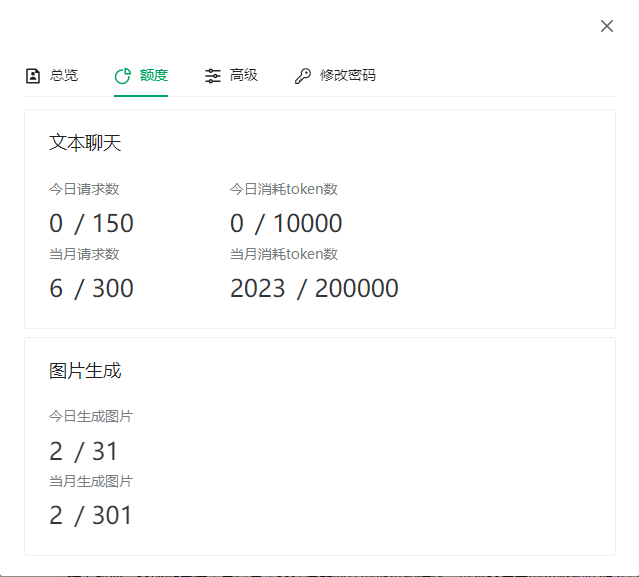 总览 额度 高级 修改密码
文本聊天
今日请求数 今日消耗token数
0 / 150 0 / 10000
当月请求数 当月消耗token数
6 / 300 2023 / 200000
图片生成
今日生成图片
2 / 31
当月生成图片
2 / 301